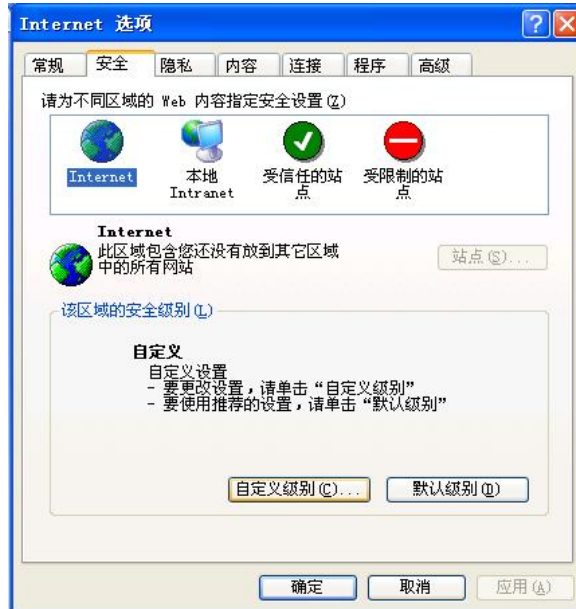 Internet 选项
常规 安全 隐私 内容 连接 程序 高级
请为不同区域的 Web 内容指定安全设置(Z)
Internet 本地 受信任的站 受限制的站
Intranet 点 点
Internet
此区域包含您还没有放到其它区域
中的所有网站
站点(S)...
该区域的安全级别(L)
自定义
自定义设置
- 要更改设置，请单击“自定义级别”
- 要使用推荐的设置，请单击“默认级别”
自定义级别(C)... 默认级别(D)
确定 取消 应用(A)